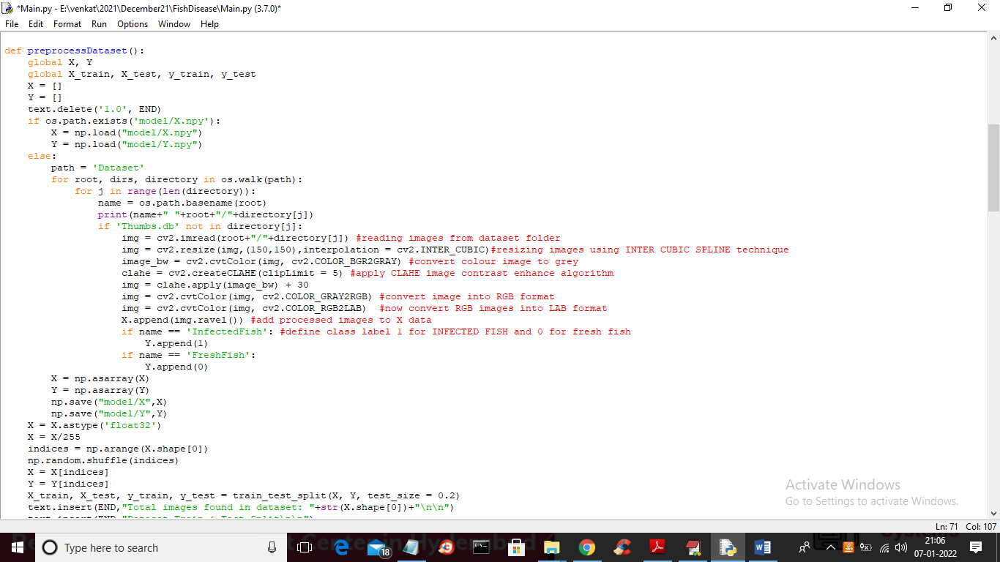 *Main.py - E:\venkat\2021\December21\FishDisease\Main.py (3.7.0)*
File Edit Format Run Options Window Help
def preprocessDataset():
    global X, Y
    global X_train, X_test, y_train, y_test
    X = []
    Y = []
    text.delete('1.0', END)
    if os.path.exists('model/X.npy'):
        X = np.load("model/X.npy")
        Y = np.load("model/Y.npy")
    else:
        path = 'Dataset'
        for root, dirs, directory in os.walk(path):
            for j in range(len(directory)):
                name = os.path.basename(root)
                print(name+" "+root+"/"+directory[j])
                if 'Thumbs.db' not in directory[j]:
                    img = cv2.imread(root+"/"+directory[j]) #reading images from dataset folder
                    img = cv2.resize(img,(150,150),interpolation = cv2.INTER_CUBIC)#resizing images using INTER CUBIC SPLINE technique
                    image_bw = cv2.cvtColor(img, cv2.COLOR_BGR2GRAY) #convert colour image to grey
                    clahe = cv2.createCLAHE(clipLimit = 5) #apply CLAHE image contrast enhance algorithm
                    img = clahe.apply(image_bw) + 30
                    img = cv2.cvtColor(img, cv2.COLOR_GRAY2RGB) #convert image into RGB format
                    img = cv2.cvtColor(img, cv2.COLOR_RGB2LAB)  #now convert RGB images into LAB format
                    X.append(img.ravel()) #add processed images to X data
                    if name == 'InfectedFish': #define class label 1 for INFECTED FISH and 0 for fresh fish
                        Y.append(1)
                    if name == 'FreshFish':
                        Y.append(0)
        X = np.asarray(X)
        Y = np.asarray(Y)
        np.save("model/X",X)
        np.save("model/Y",Y)
    X = X.astype('float32')
    X = X/255
    indices = np.arange(X.shape[0])
    np.random.shuffle(indices)
    X = X[indices]
    Y = Y[indices]
    X_train, X_test, y_train, y_test = train_test_split(X, Y, test_size = 0.2)
    text.insert(END,"Total images found in dataset: "+str(X.shape[0])+"\n\n")
    text.insert(END,"Dataset Train & Test Split\n\n")
Activate Windows
Go to Settings to activate Windows.
Ln: 71 Col: 107
Type here to search
18
21:06
07-01-2022